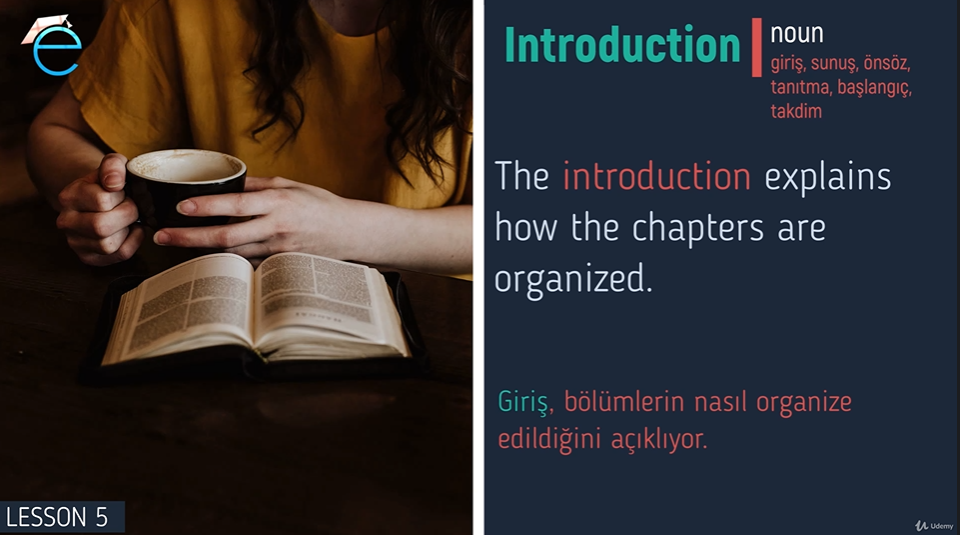 e
Introduction
noun
giriş, sunuş, önsöz,
tanıtma, başlangıç,
takdim
The introduction explains
how the chapters are
organized.
Giriş, bölümlerin nasıl organize
edildiğini açıklıyor.
LESSON 5
Udemy